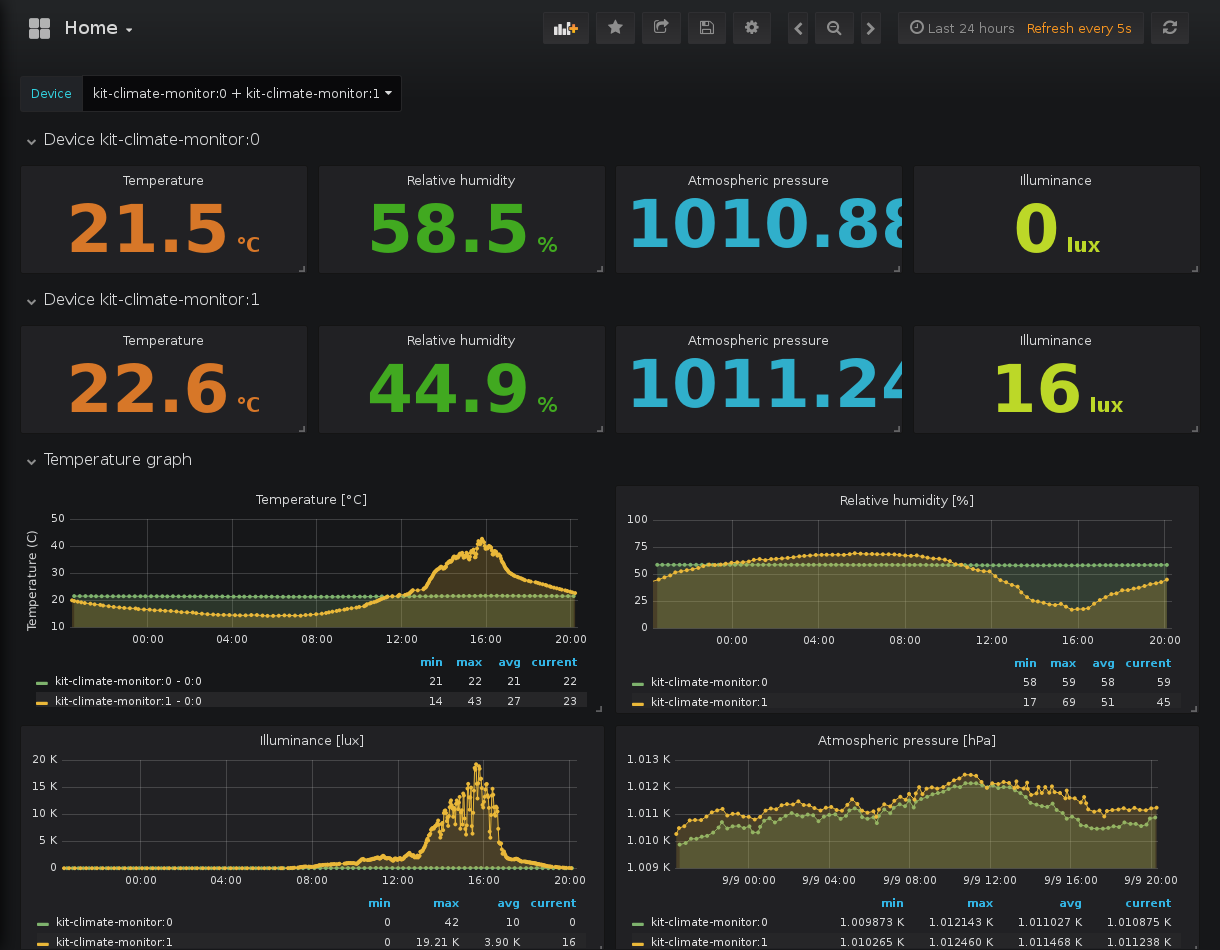 Home
Last 24 hours Refresh every 5s
Device kit-climate-monitor:0 + kit-climate-monitor:1
Device kit-climate-monitor:0
Temperature Relative humidity Atmospheric pressure Illuminance
21.5 °C 58.5 % 1010.88 0 lux
Device kit-climate-monitor:1
Temperature Relative humidity Atmospheric pressure Illuminance
22.6 °C 44.9 % 1011.24 16 lux
Temperature graph
Temperature [°C]
Temperature (C)
50
40
30
20
10
00:00 04:00 08:00 12:00 16:00 20:00
min max avg current
kit-climate-monitor:0 - 0:0 21 22 21 22
kit-climate-monitor:1 - 0:0 14 43 27 23
Relative humidity [%]
100
75
50
25
0
00:00 04:00 08:00 12:00 16:00 20:00
min max avg current
kit-climate-monitor:0 58 59 58 59
kit-climate-monitor:1 17 69 51 45
Illuminance [lux]
20 K
15 K
10 K
5 K
0
00:00 04:00 08:00 12:00 16:00 20:00
min max avg current
kit-climate-monitor:0 0 42 10 0
kit-climate-monitor:1 0 19.21 K 3.90 K 16
Atmospheric pressure [hPa]
1.013 K
1.012 K
1.011 K
1.010 K
1.009 K
9/9 00:00 9/9 04:00 9/9 08:00 9/9 12:00 9/9 16:00 9/9 20:00
min max avg current
kit-climate-monitor:0 1.009873 K 1.012143 K 1.011027 K 1.010875 K
kit-climate-monitor:1 1.010265 K 1.012460 K 1.011468 K 1.011238 K